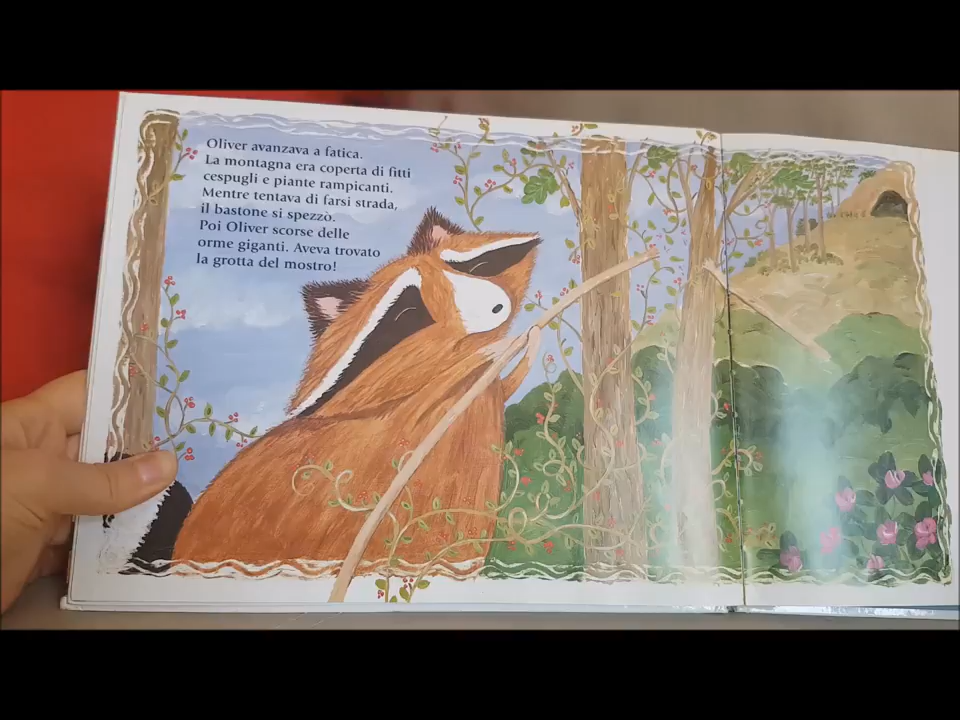 Oliver avanzava a fatica.
La montagna era coperta di fitti
cespugli e piante rampicanti.
Mentre tentava di farsi strada,
il bastone si spezzò.
Poi Oliver scorse delle
orme giganti. Aveva trovato
la grotta del mostro!